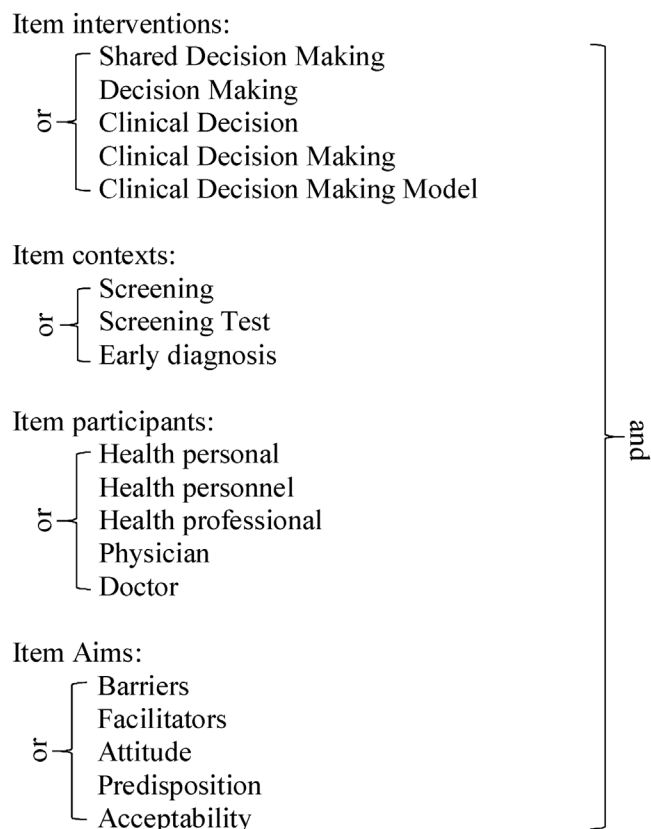 Item interventions:
Shared Decision Making
Decision Making
or
Clinical Decision
Clinical Decision Making
Clinical Decision Making Model
Item contexts:
Screening
or
Screening Test
Early diagnosis
Item participants:
Health personal
Health personnel
or
Health professional
Physician
Doctor
and
Item Aims:
Barriers
Facilitators
or
Attitude
Predisposition
Acceptability